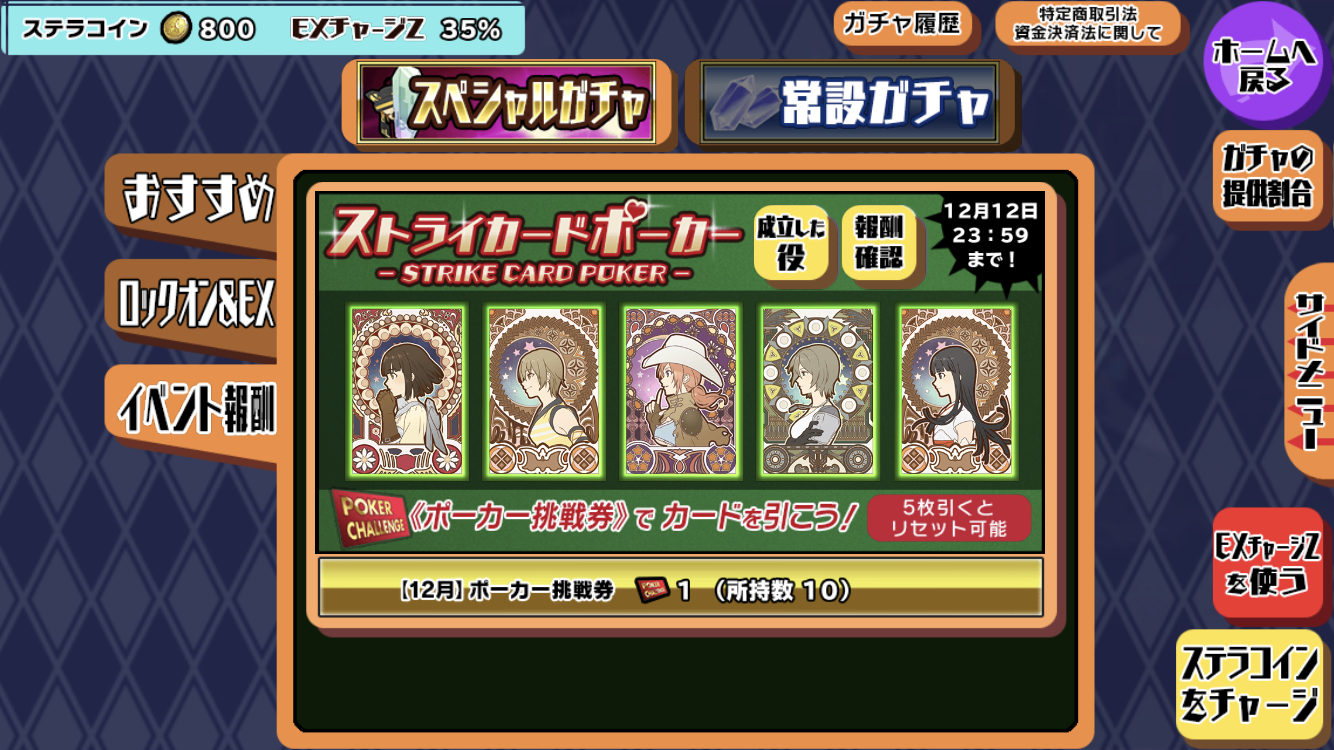 ステラコイン 800 EXチャージZ 35%
ガチャ履歴
特定商取引法
資金決済法に関して
ホームへ
戻る
スペシャルガチャ
常設ガチャ
ガチャの
提供割合
おすすめ
ロックオン&EX
イベント報酬
ストライカードポーカー
-STRIKE CARD POKER-
成立した
役
報酬
確認
12月12日
23:59
まで!
サイドメニュー
POKER
CHALLENGE
《ポーカー挑戦券》で カードを引こう!
5枚引くと
リセット可能
【12月】ポーカー挑戦券 1 (所持数 10)
EXチャージZ
を使う
ステラコイン
をチャージ